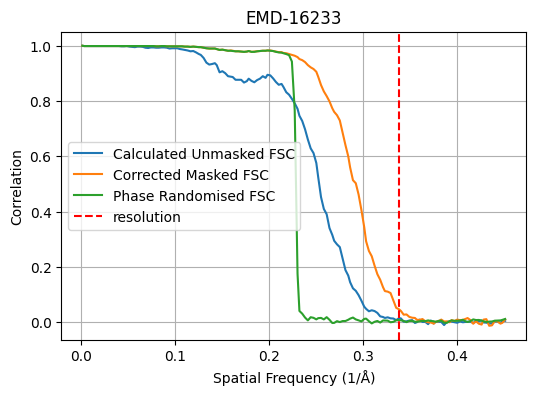 EMD-16233
1.0
0.8
0.6
0.4
0.2
0.0
Correlation
Calculated Unmasked FSC
Corrected Masked FSC
Phase Randomised FSC
resolution
0.0 0.1 0.2 0.3 0.4
Spatial Frequency (1/Å)